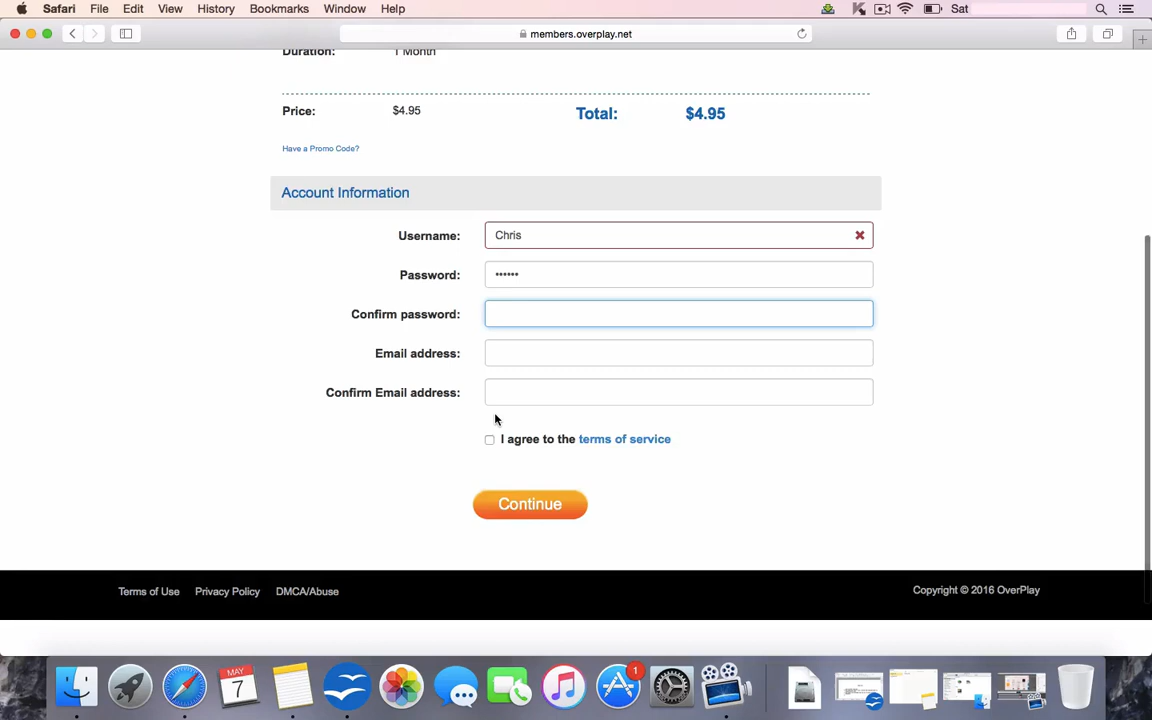 Safari File Edit View History Bookmarks Window Help Sat
members.overplay.net
Duration: 1 Month
Price: $4.95 Total: $4.95
Have a Promo Code?
Account Information
Username: Chris
Password: ••••••
Confirm password:
Email address:
Confirm Email address:
I agree to the terms of service
Continue
Terms of Use Privacy Policy DMCA/Abuse Copyright © 2016 OverPlay
MAY
7
1